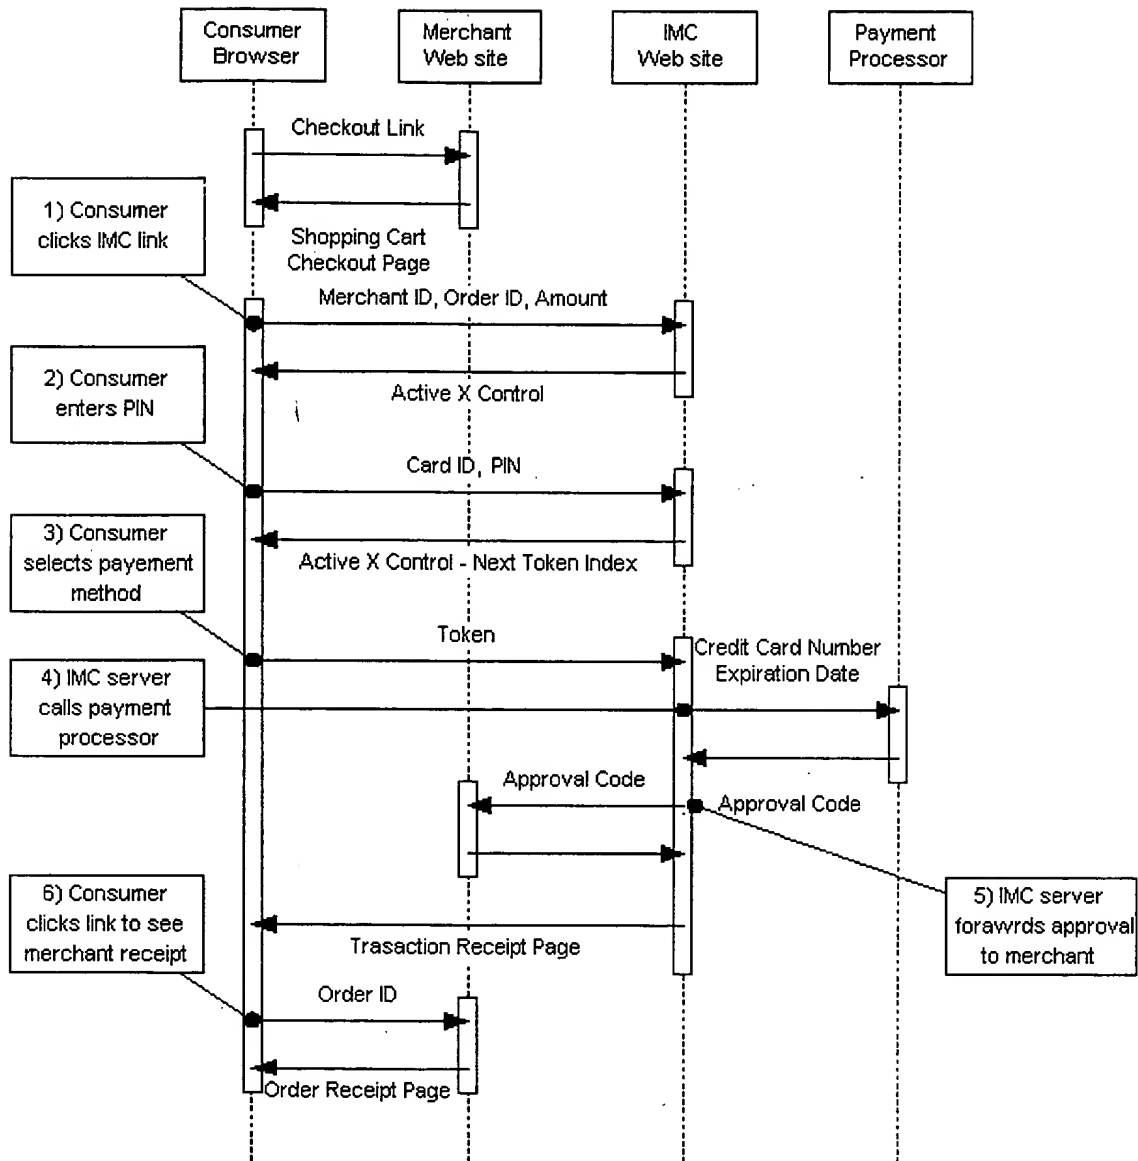 Consumer
Browser
Merchant
Web site
IMC
Web site
Payment
Processor
Checkout Link
1) Consumer
clicks IMC link
Shopping Cart
Checkout Page
Merchant ID, Order ID, Amount
2) Consumer
enters PIN
Active X Control
Card ID, PIN
3) Consumer
selects payement
method
Active X Control - Next Token Index
Token
Credit Card Number
Expiration Date
4) IMC server
calls payment
processor
Approval Code
Approval Code
6) Consumer
clicks link to see
merchant receipt
5) IMC server
forawrds approval
to merchant
Trasaction Receipt Page
Order ID
Order Receipt Page